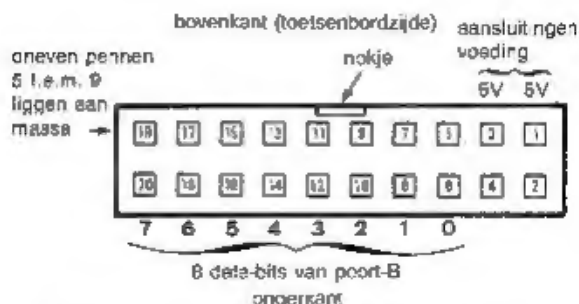 bovenkant (toetsenbordzijde)
aansluitingen
voeding
5V 5V
nokje
oneven pennen
5 t.e.m. 9
liggen aan
massa
19 17 15 13 11 9 7 5 3 1
20 18 16 14 12 10 8 6 4 2
7 6 5 4 3 2 1 0
8 data-bits van poort-B
onderkant